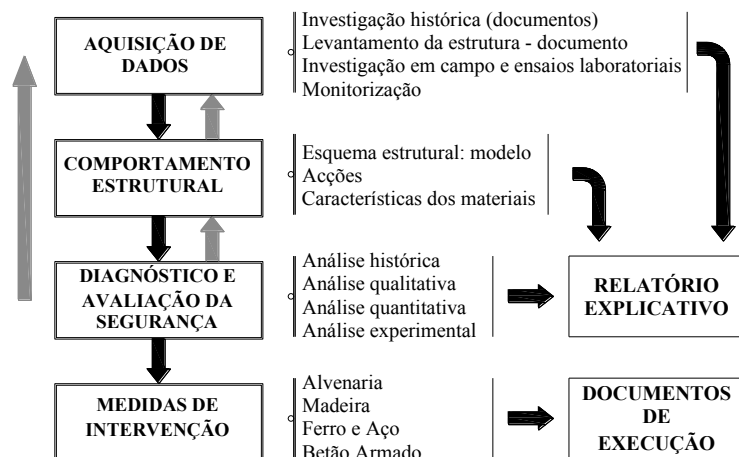 AQUISIÇÃO DE
DADOS
Investigação histórica (documentos)
Levantamento da estrutura - documento
Investigação em campo e ensaios laboratoriais
Monitorização
COMPORTAMENTO
ESTRUTURAL
Esquema estrutural: modelo
Acções
Características dos materiais
DIAGNÓSTICO E
AVALIAÇÃO DA
SEGURANÇA
Análise histórica
Análise qualitativa
Análise quantitativa
Análise experimental
RELATÓRIO
EXPLICATIVO
MEDIDAS DE
INTERVENÇÃO
Alvenaria
Madeira
Ferro e Aço
Betão Armado
DOCUMENTOS
DE
EXECUÇÃO